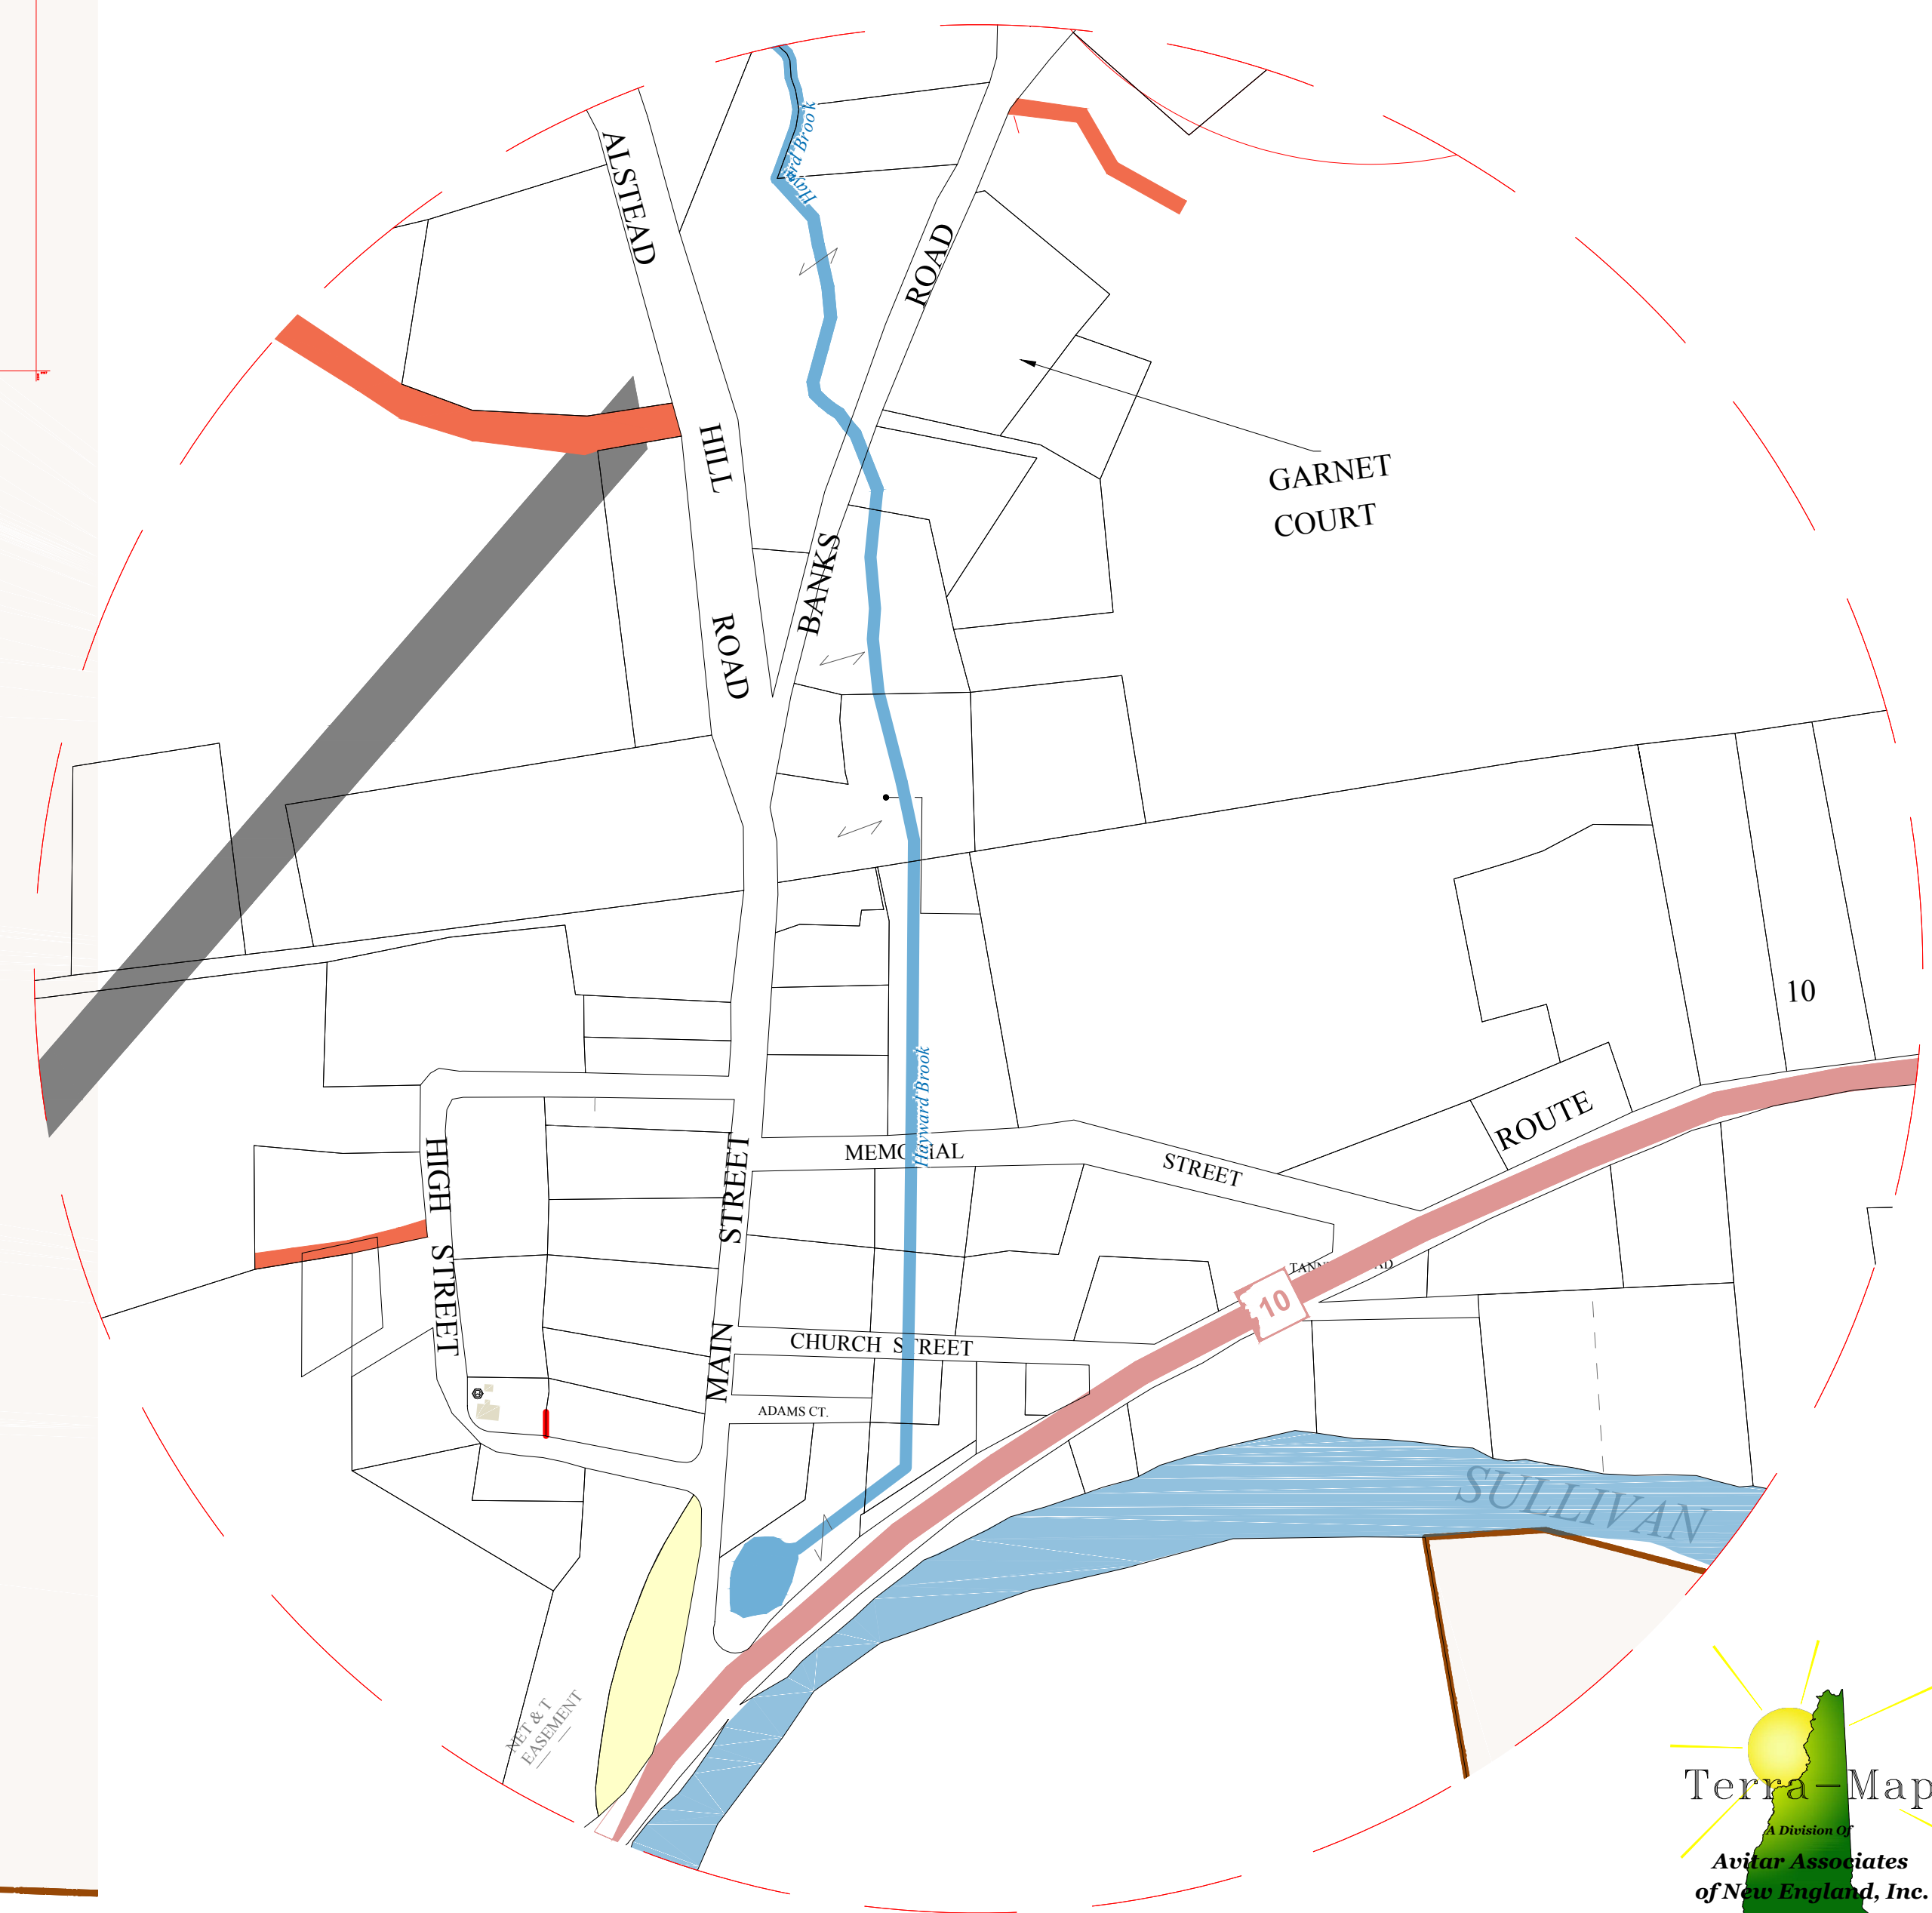 Hayward Brook
ALSTEAD
HILL
ROAD
BANKS
ROAD
GARNET
COURT
10
ROUTE
Hayward Brook
MEMORIAL
STREET
HIGH STREET
MAIN STREET
10
CHURCH STREET
ADAMS CT.
SULLIVAN
NET & T
EASEMENT
Terra-Map
A Division Of
Avitar Associates
of New England, Inc.